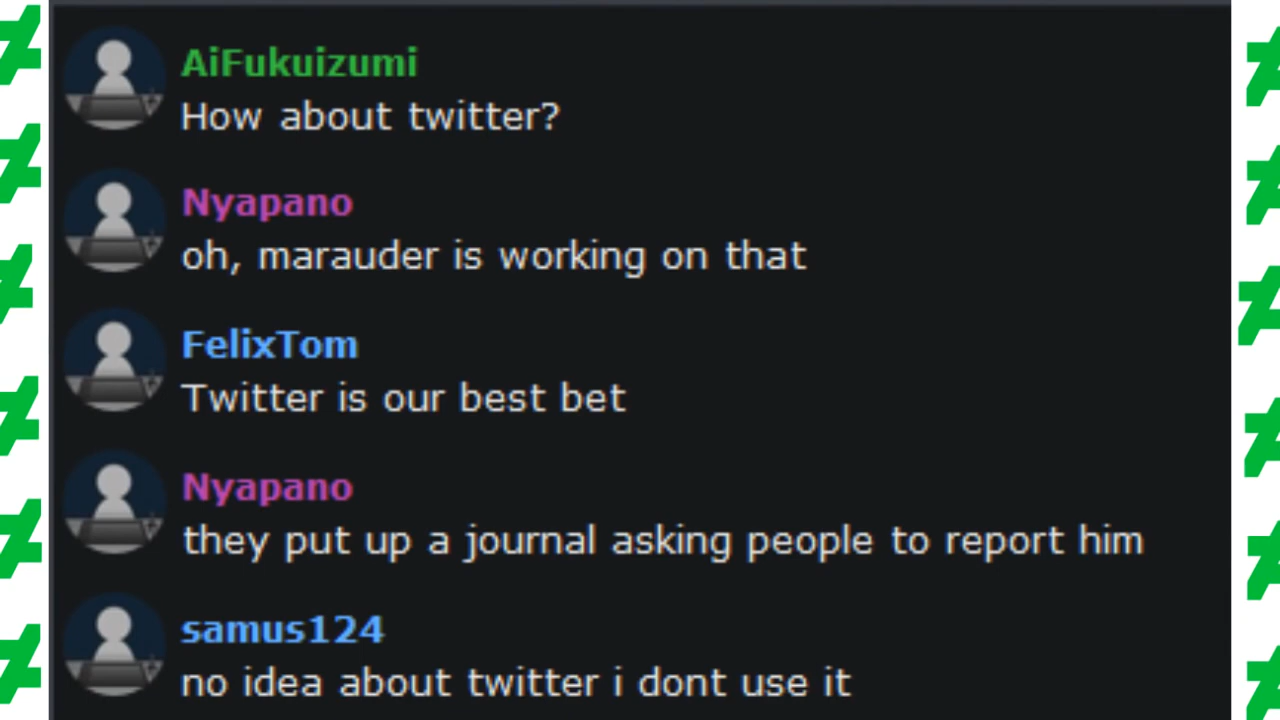 AiFukuizumi
How about twitter?
Nyapano
oh, marauder is working on that
FelixTom
Twitter is our best bet
Nyapano
they put up a journal asking people to report him
samus124
no idea about twitter i dont use it